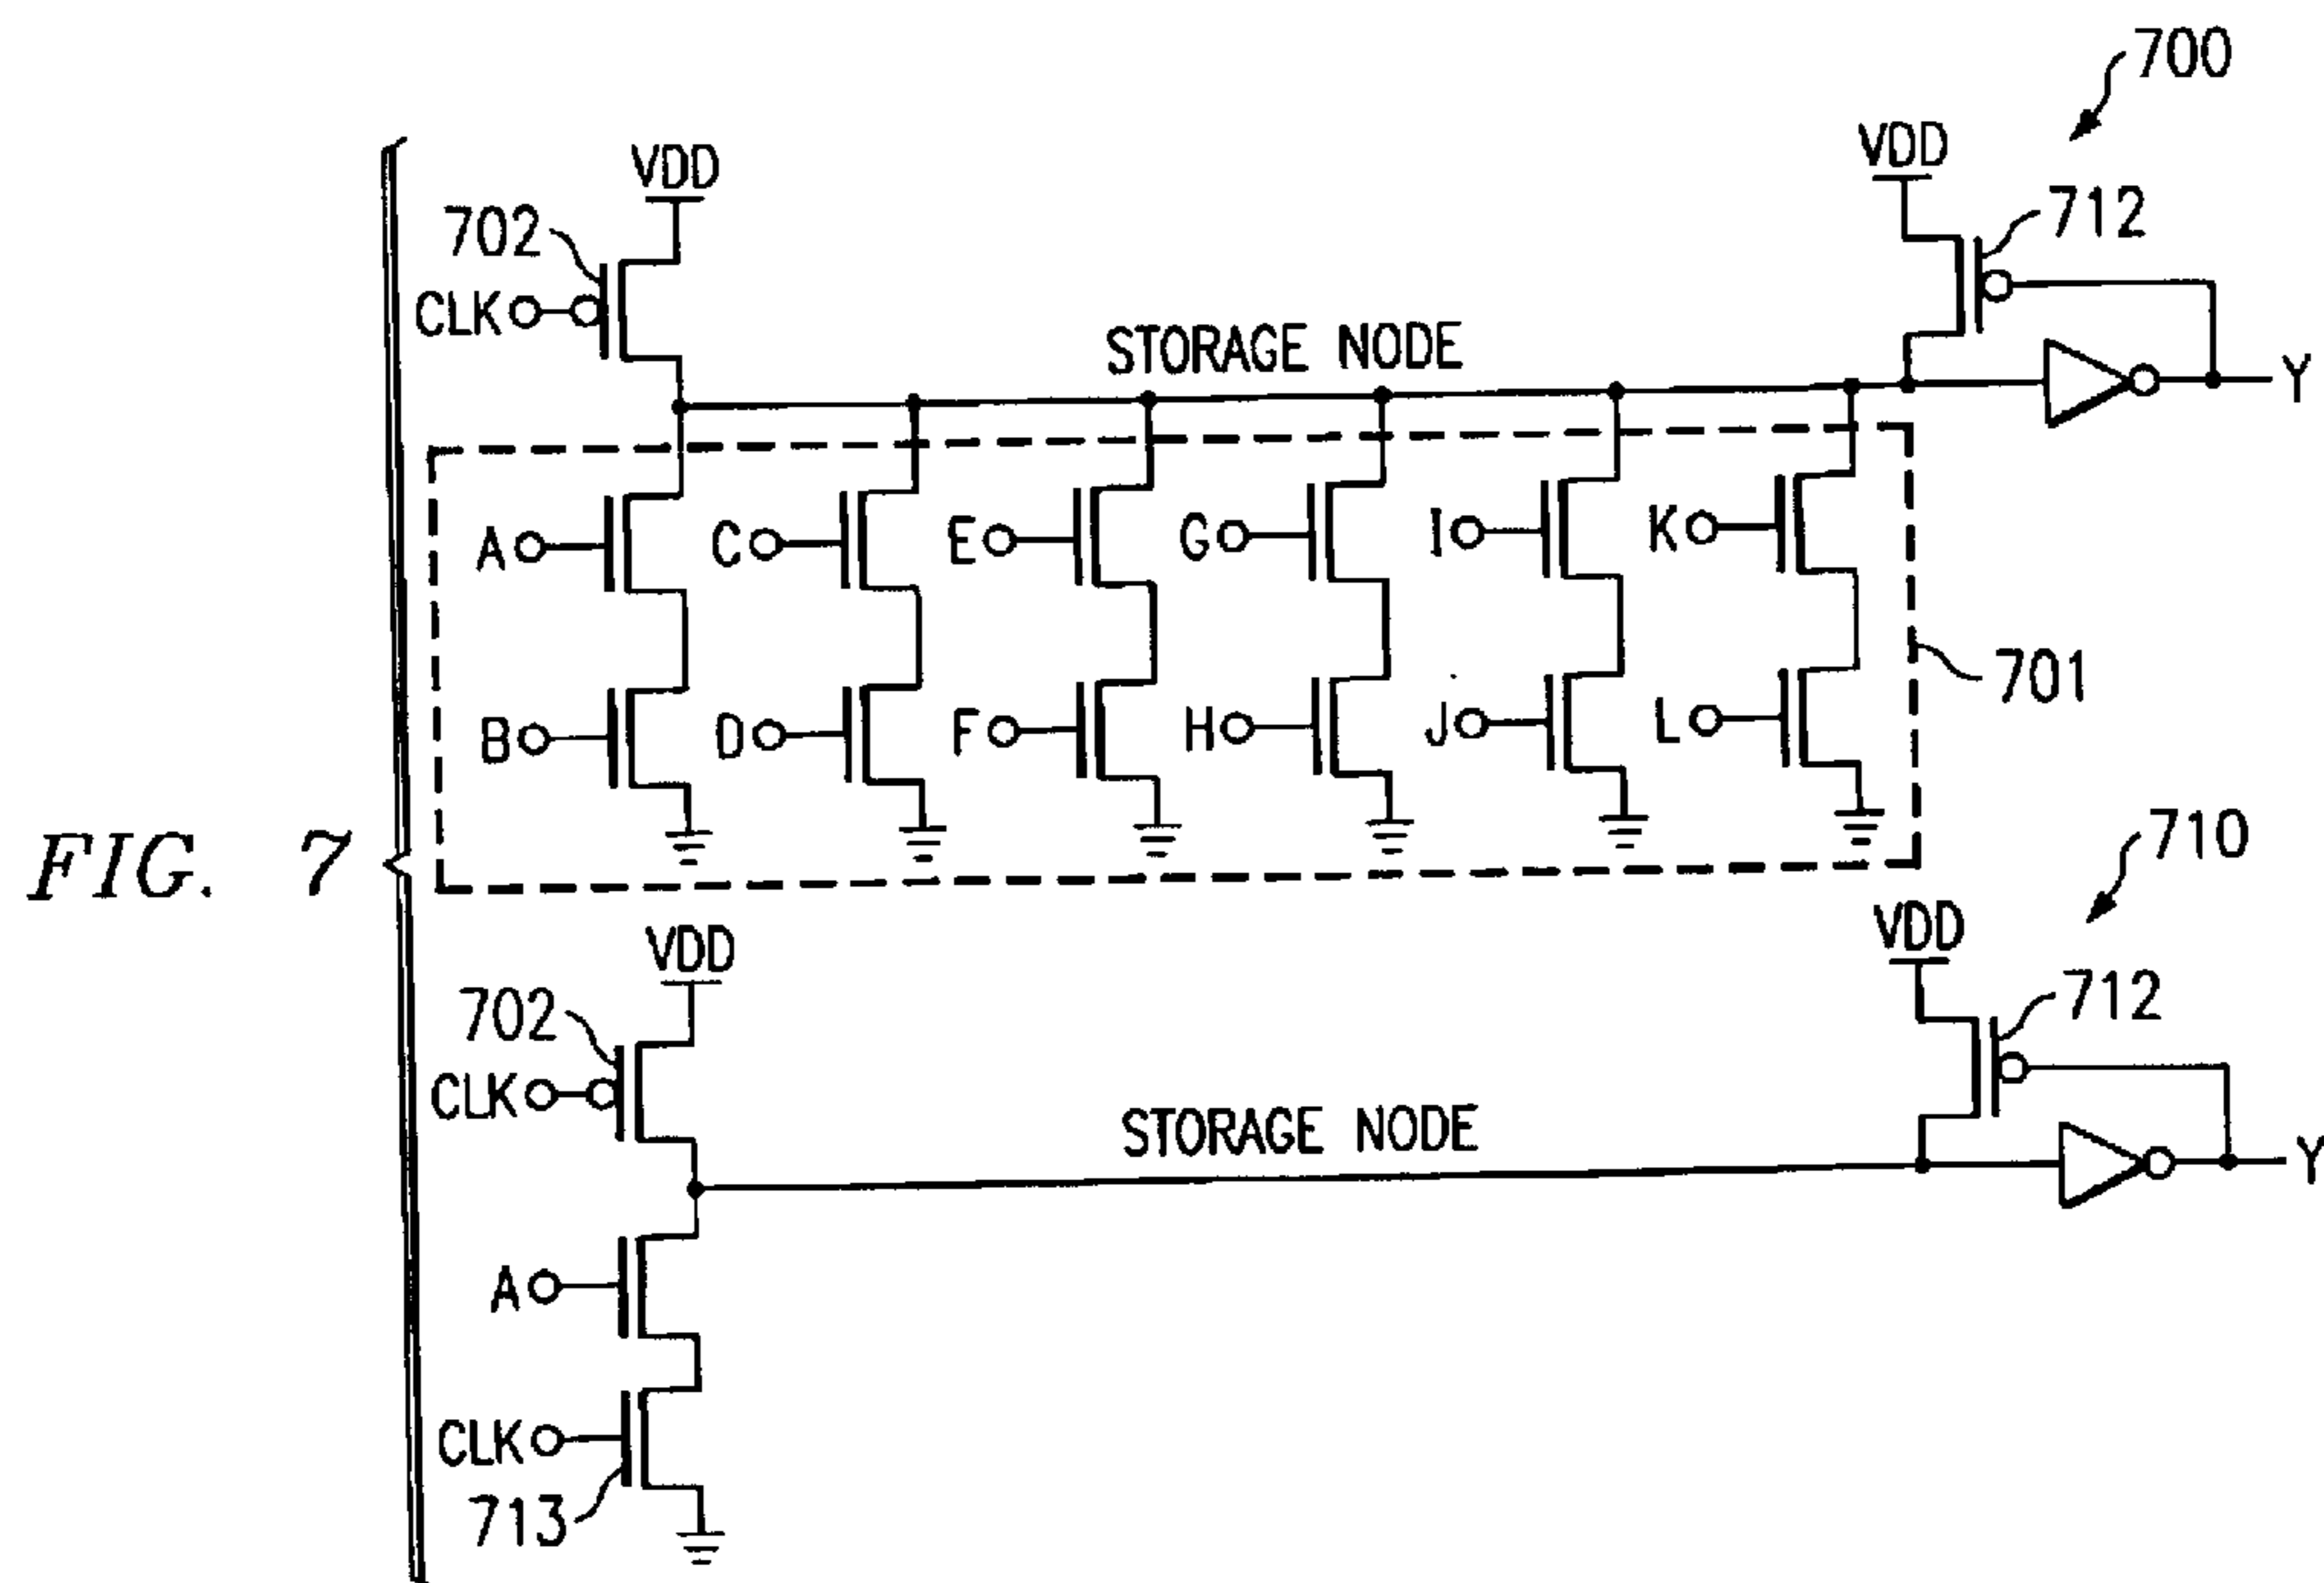 700
VDD
VDD
702
712
CLK
STORAGE NODE
Y
A
C
E
G
I
K
701
B
D
F
H
J
L
710
FIG. 7
VDD
VDD
702
712
CLK
STORAGE NODE
Y
A
CLK
713